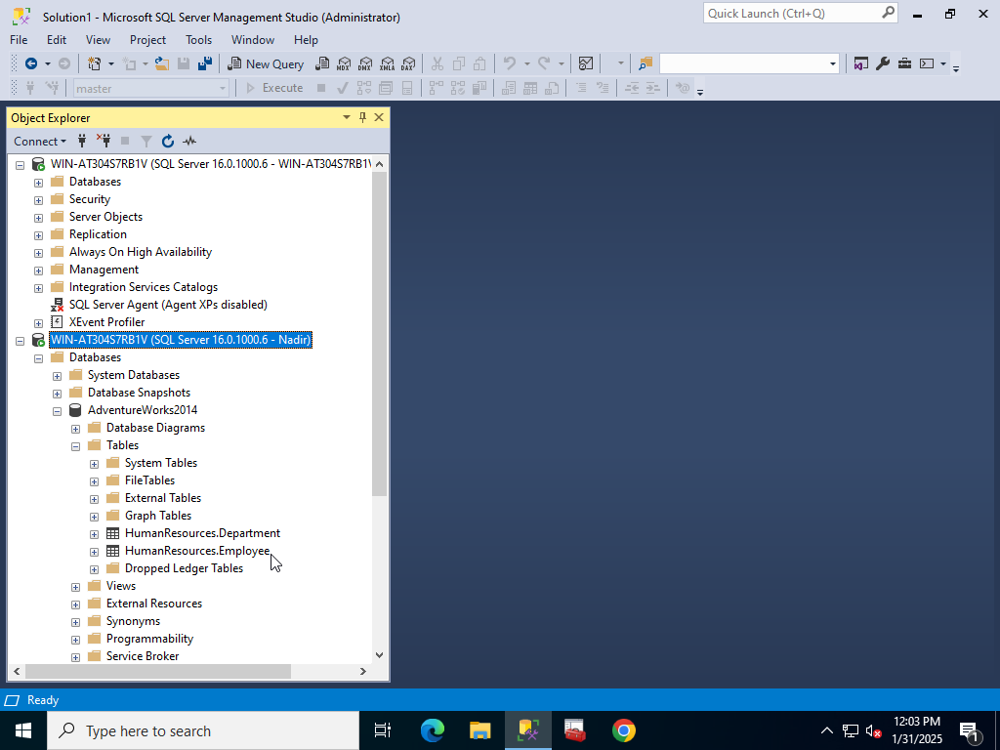 Solution1 - Microsoft SQL Server Management Studio (Administrator)
Quick Launch (Ctrl+Q)
File Edit View Project Tools Window Help
New Query
MDX DMX XMLA DAX
master
Execute
Object Explorer
Connect
WIN-AT304S7RB1V (SQL Server 16.0.1000.6 - WIN-AT304S7RB1V
Databases
Security
Server Objects
Replication
Always On High Availability
Management
Integration Services Catalogs
SQL Server Agent (Agent XPs disabled)
XEvent Profiler
WIN-AT304S7RB1V (SQL Server 16.0.1000.6 - Nadir)
Databases
System Databases
Database Snapshots
AdventureWorks2014
Database Diagrams
Tables
System Tables
FileTables
External Tables
Graph Tables
HumanResources.Department
HumanResources.Employee
Dropped Ledger Tables
Views
External Resources
Synonyms
Programmability
Service Broker
Ready
Type here to search
12:03 PM
1/31/2025
1